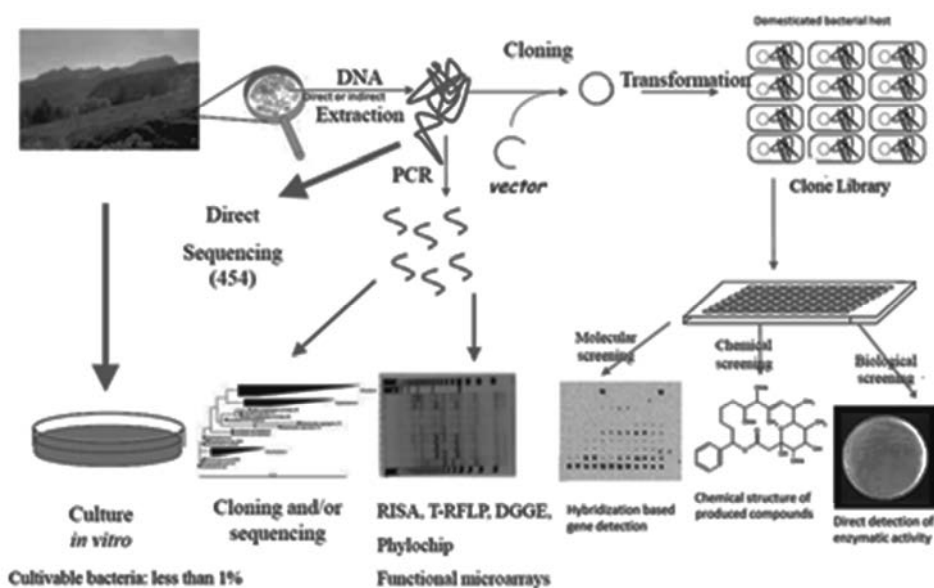 Domesticated bacterial host
Cloning
DNA
Direct or indirect
Extraction
Transformation
PCR
vector
Clone Library
Direct
Sequencing
(454)
Molecular
screening
Chemical
screening
Biological
screening
Culture
in vitro
Cultivable bacteria: less than 1%
Cloning and/or
sequencing
RISA, T-RFLP, DGGE,
Phylochip
Functional microarrays
Hybridization based
gene detection
Chemical structure of
produced compounds
Direct detection of
enzymatic activity